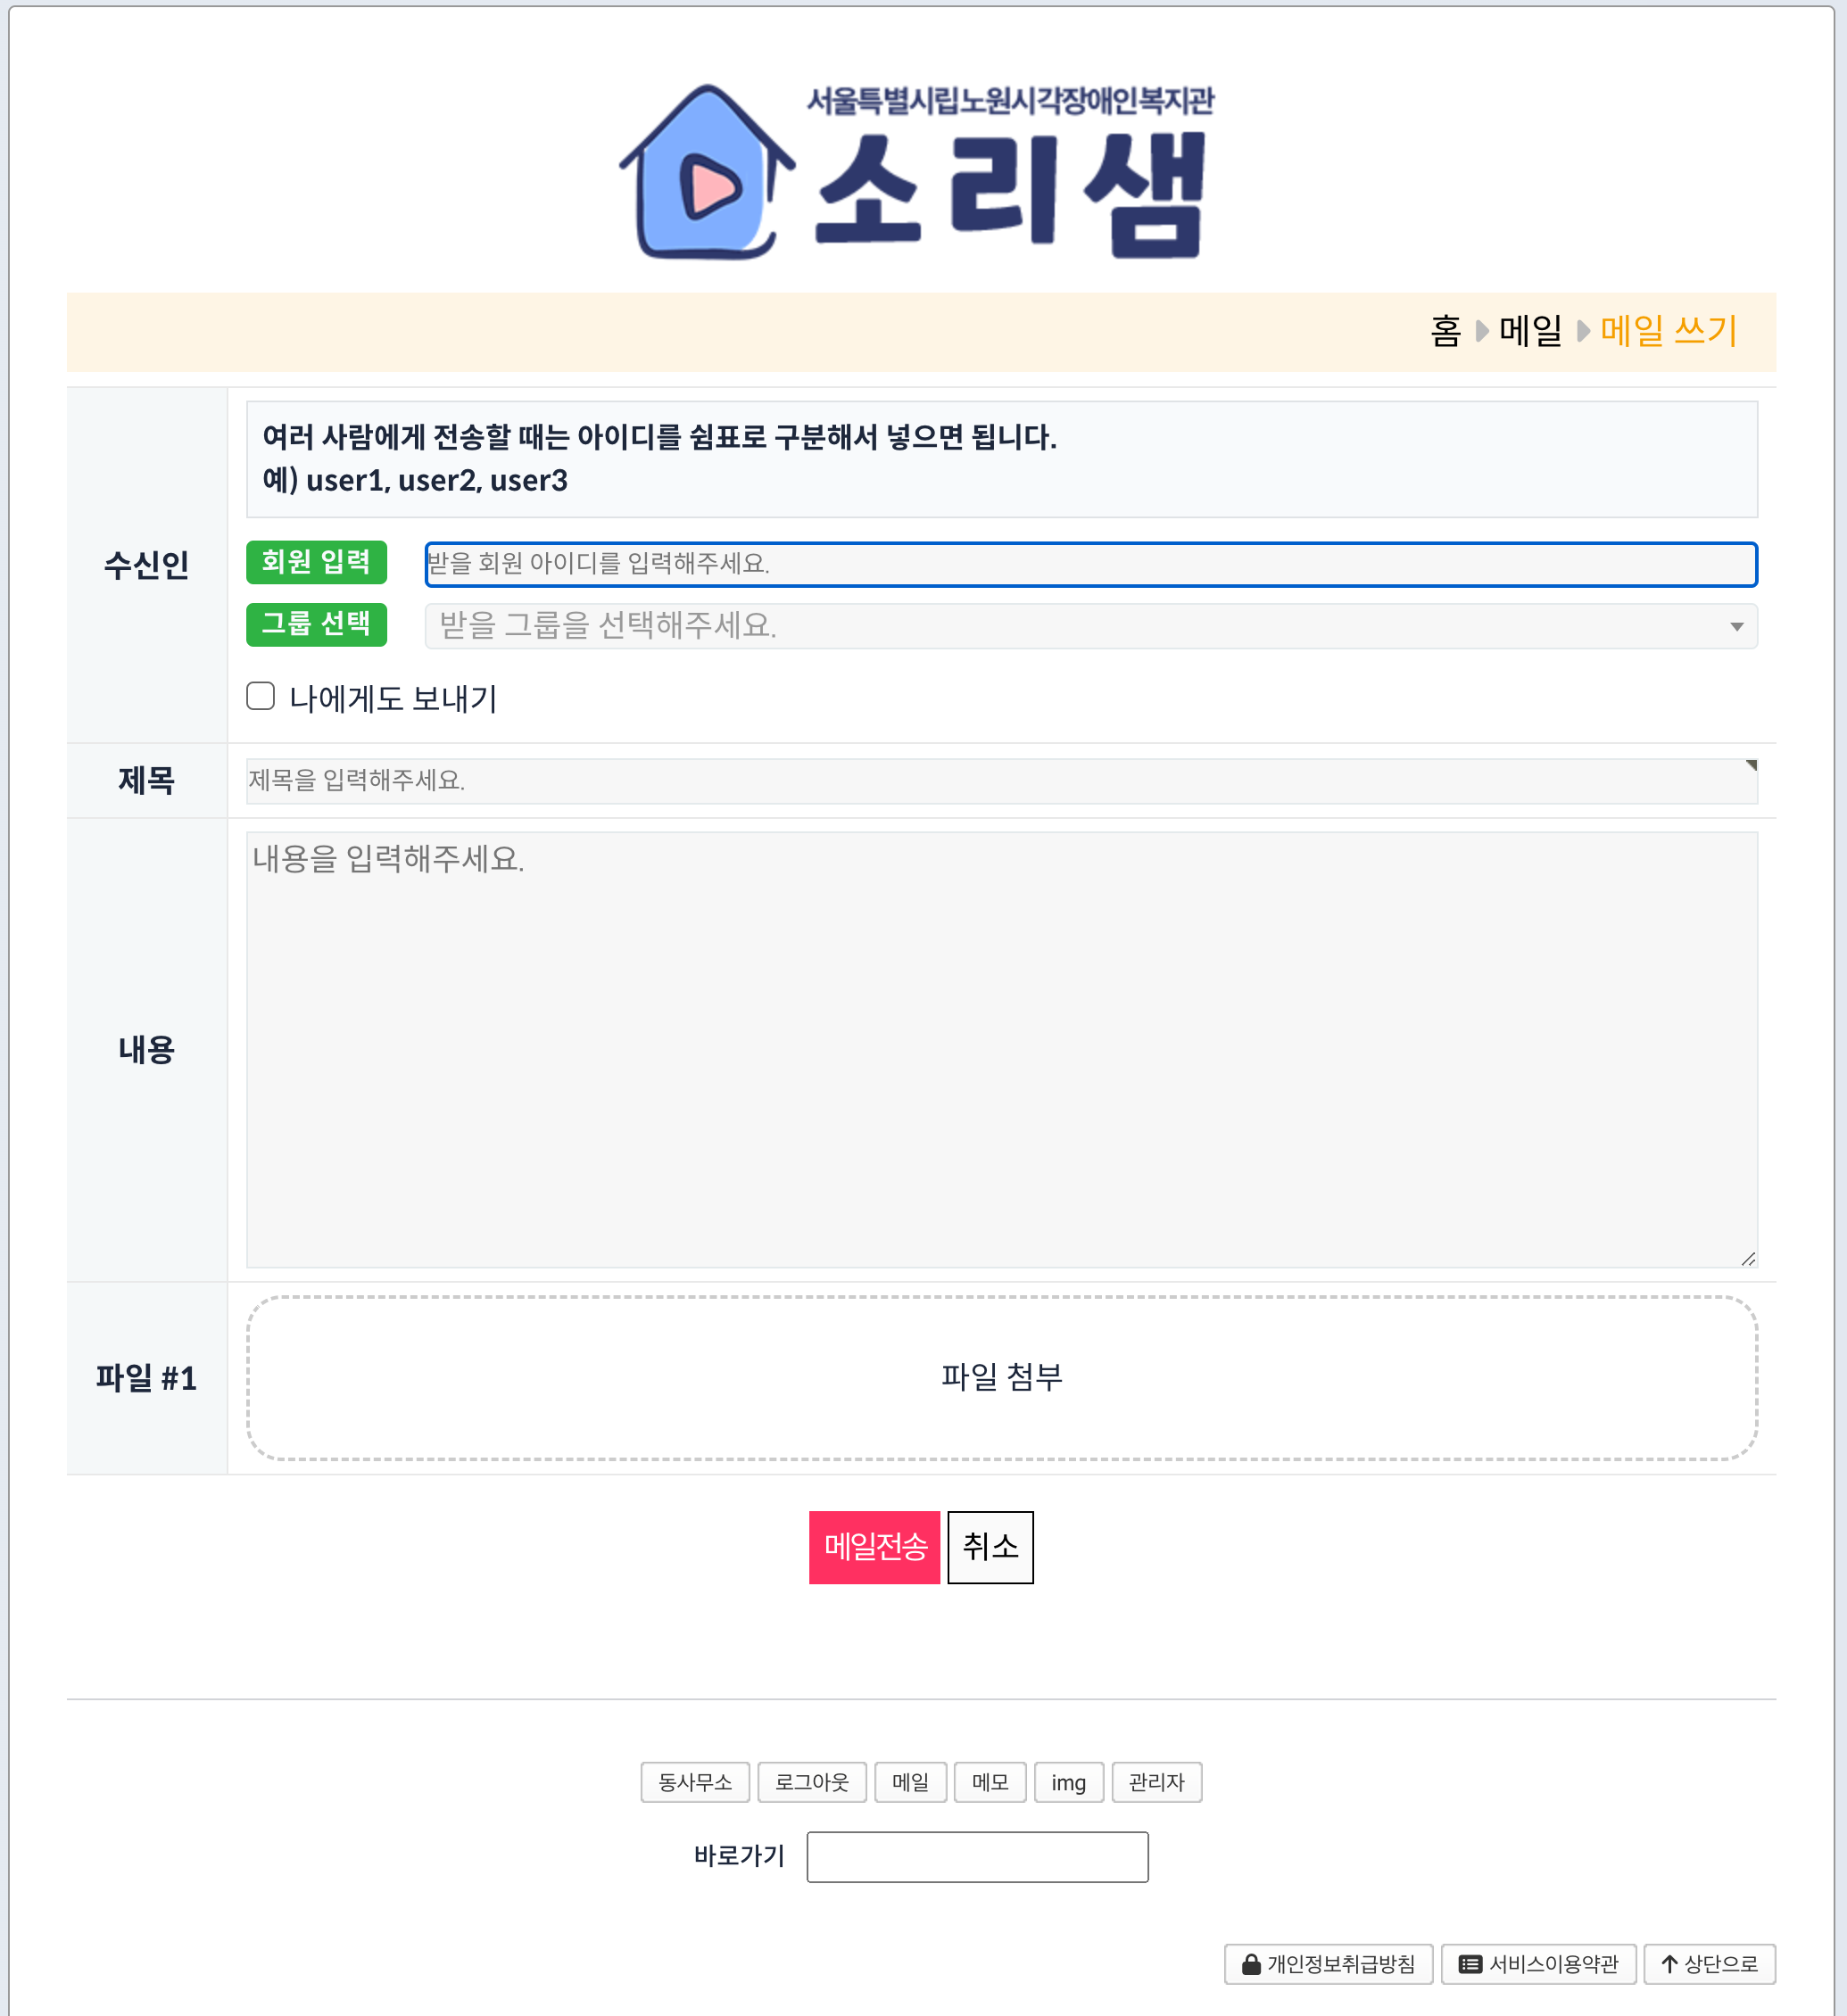 서울특별시립노원시각장애인복지관
소리샘
홈 메일 메일 쓰기
수신인
여러 사람에게 전송할 때는 아이디를 쉼표로 구분해서 넣으면 됩니다.
예) user1, user2, user3
회원 입력 받을 회원 아이디를 입력해주세요.
그룹 선택 받을 그룹을 선택해주세요.
나에게도 보내기
제목 제목을 입력해주세요.
내용 내용을 입력해주세요.
파일 #1 파일 첨부
메일전송 취소
동사무소 로그아웃 메일 메모 img 관리자
바로가기
개인정보취급방침 서비스이용약관 상단으로